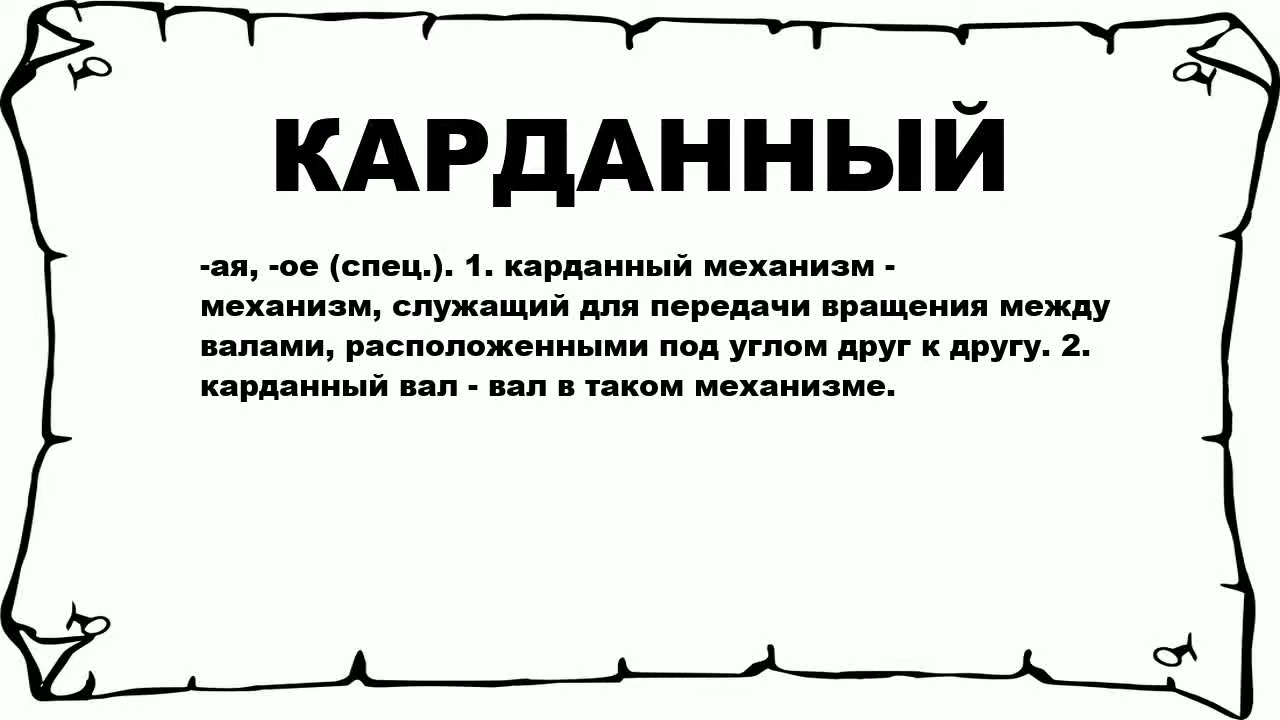 КАРДАННЫЙ
-ая, -ое (спец.). 1. карданный механизм -
механизм, служащий для передачи вращения между
валами, расположенными под углом друг к другу. 2.
карданный вал - вал в таком механизме.